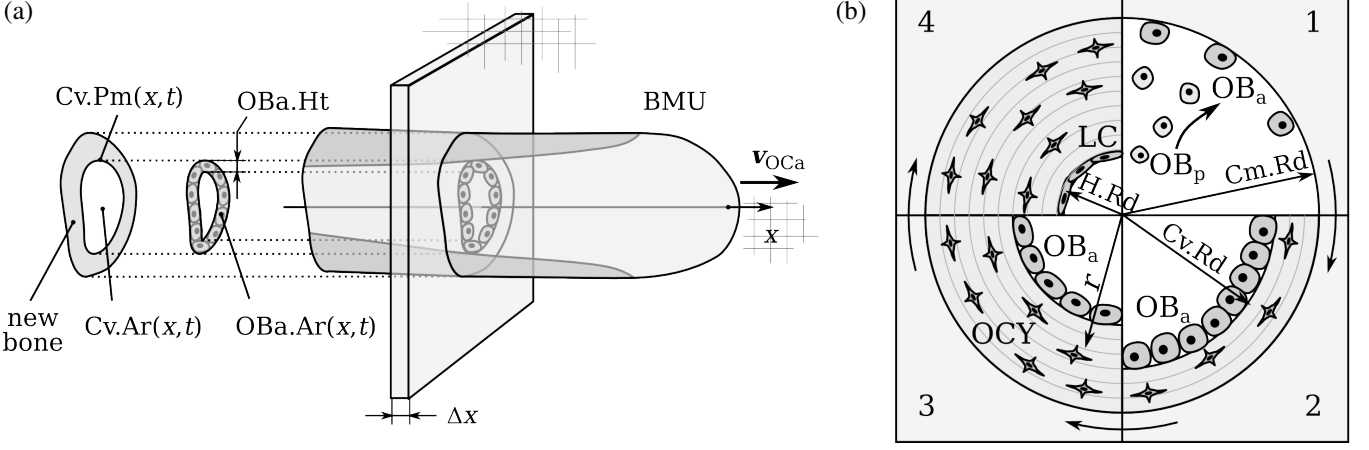 (a)
Cv.Pm(x,t)
OBa.Ht
BMU
v_OCa
x
new
bone
Cv.Ar(x,t)
OBa.Ar(x,t)
Δx
(b)
4
1
OB_a
LC
OB_p
H.Rd
Cm.Rd
OB_a
Cv.Rd
r
OB_a
OCY
3
2